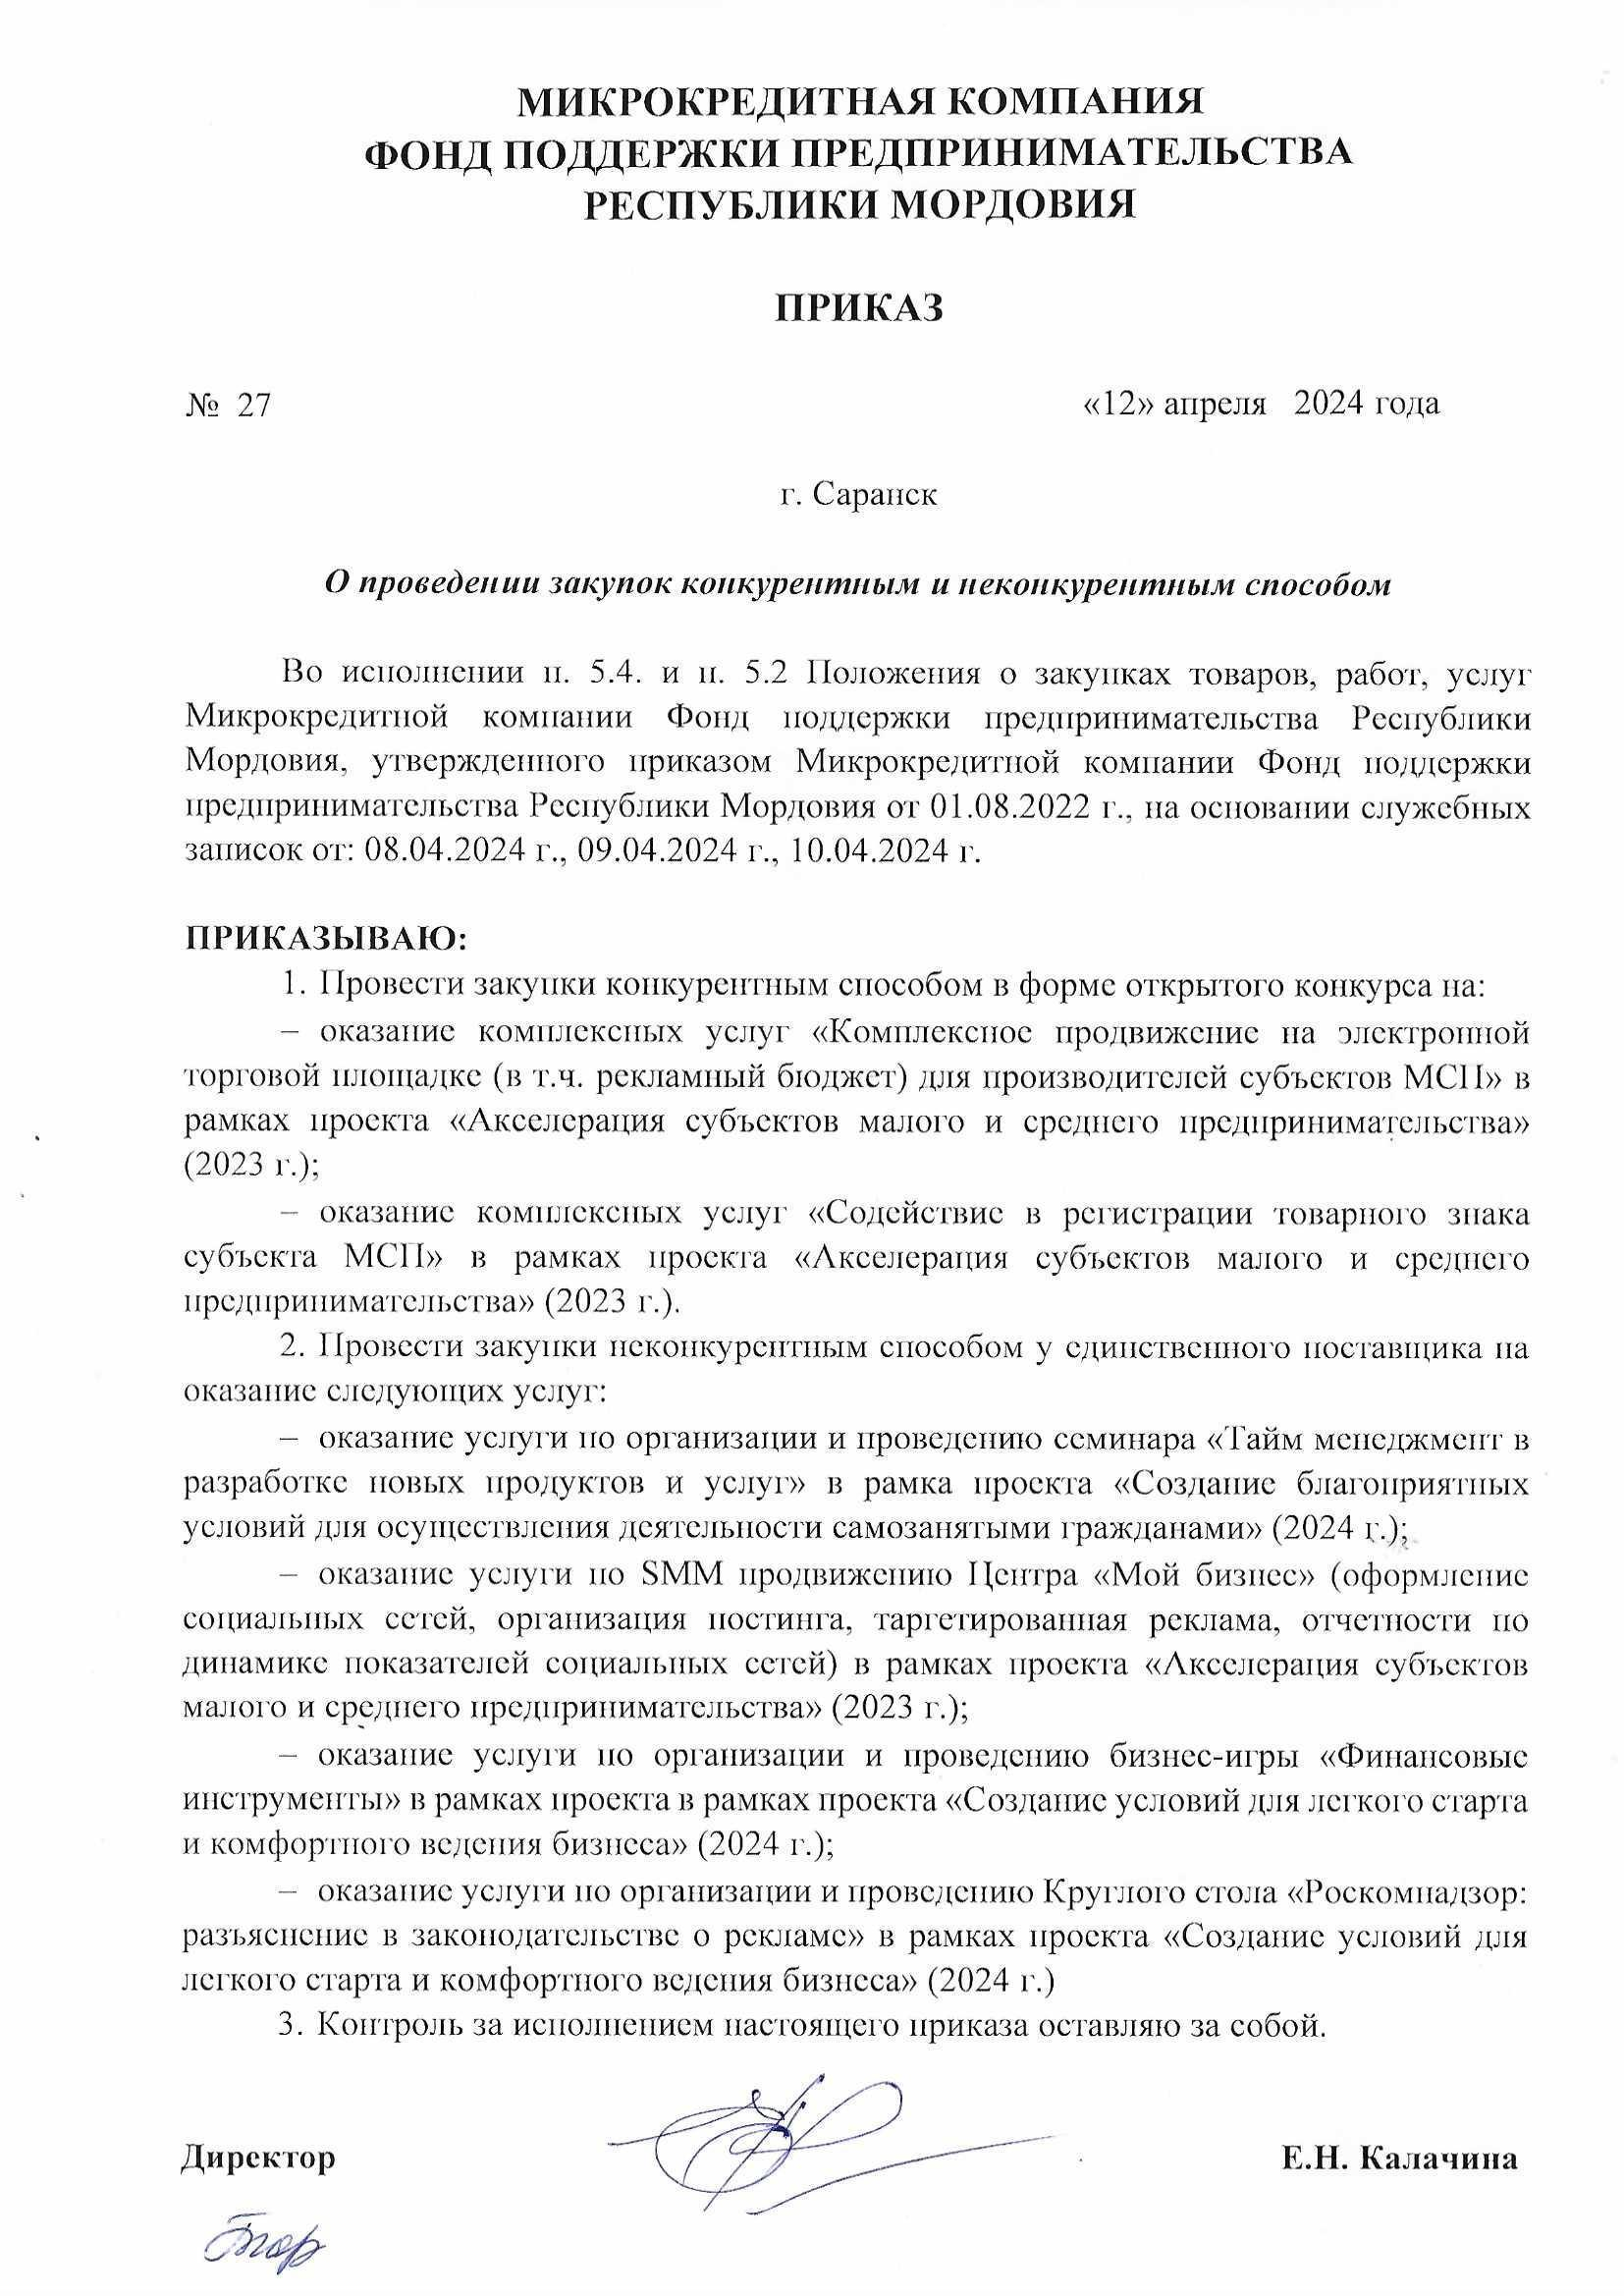 МИКРОКРЕДИТНАЯ КОМПАНИЯ
ФОНД ПОДДЕРЖКИ ПРЕДПРИНИМАТЕЛЬСТВА
РЕСПУБЛИКИ МОРДОВИЯ
ПРИКАЗ
№ 27 «12» апреля 2024 года
г. Саранск
О проведении закупок конкурентным и неконкурентным способом
Во исполнении п. 5.4. и п. 5.2 Положения о закупках товаров, работ, услуг
Микрокредитной компании Фонд поддержки предпринимательства Республики
Мордовия, утвержденного приказом Микрокредитной компании Фонд поддержки
предпринимательства Республики Мордовия от 01.08.2022 г., на основании служебных
записок от: 08.04.2024 г., 09.04.2024 г., 10.04.2024 г.
ПРИКАЗЫВАЮ:
1. Провести закупки конкурентным способом в форме открытого конкурса на:
– оказание комплексных услуг «Комплексное продвижение на электронной
торговой площадке (в т.ч. рекламный бюджет) для производителей субъектов МСП» в
рамках проекта «Акселерация субъектов малого и среднего предпринимательства»
(2023 г.);
– оказание комплексных услуг «Содействие в регистрации товарного знака
субъекта МСП» в рамках проекта «Акселерация субъектов малого и среднего
предпринимательства» (2023 г.).
2. Провести закупки неконкурентным способом у единственного поставщика на
оказание следующих услуг:
– оказание услуги по организации и проведению семинара «Тайм менеджмент в
разработке новых продуктов и услуг» в рамка проекта «Создание благоприятных
условий для осуществления деятельности самозанятыми гражданами» (2024 г.);
– оказание услуги по SMM продвижению Центра «Мой бизнес» (оформление
социальных сетей, организация постинга, таргетированная реклама, отчетности по
динамике показателей социальных сетей) в рамках проекта «Акселерация субъектов
малого и среднего предпринимательства» (2023 г.);
– оказание услуги по организации и проведению бизнес-игры «Финансовые
инструменты» в рамках проекта в рамках проекта «Создание условий для легкого старта
и комфортного ведения бизнеса» (2024 г.);
– оказание услуги по организации и проведению Круглого стола «Роскомнадзор:
разъяснение в законодательстве о рекламе» в рамках проекта «Создание условий для
легкого старта и комфортного ведения бизнеса» (2024 г.)
3. Контроль за исполнением настоящего приказа оставляю за собой.
Директор Е.Н. Калачина